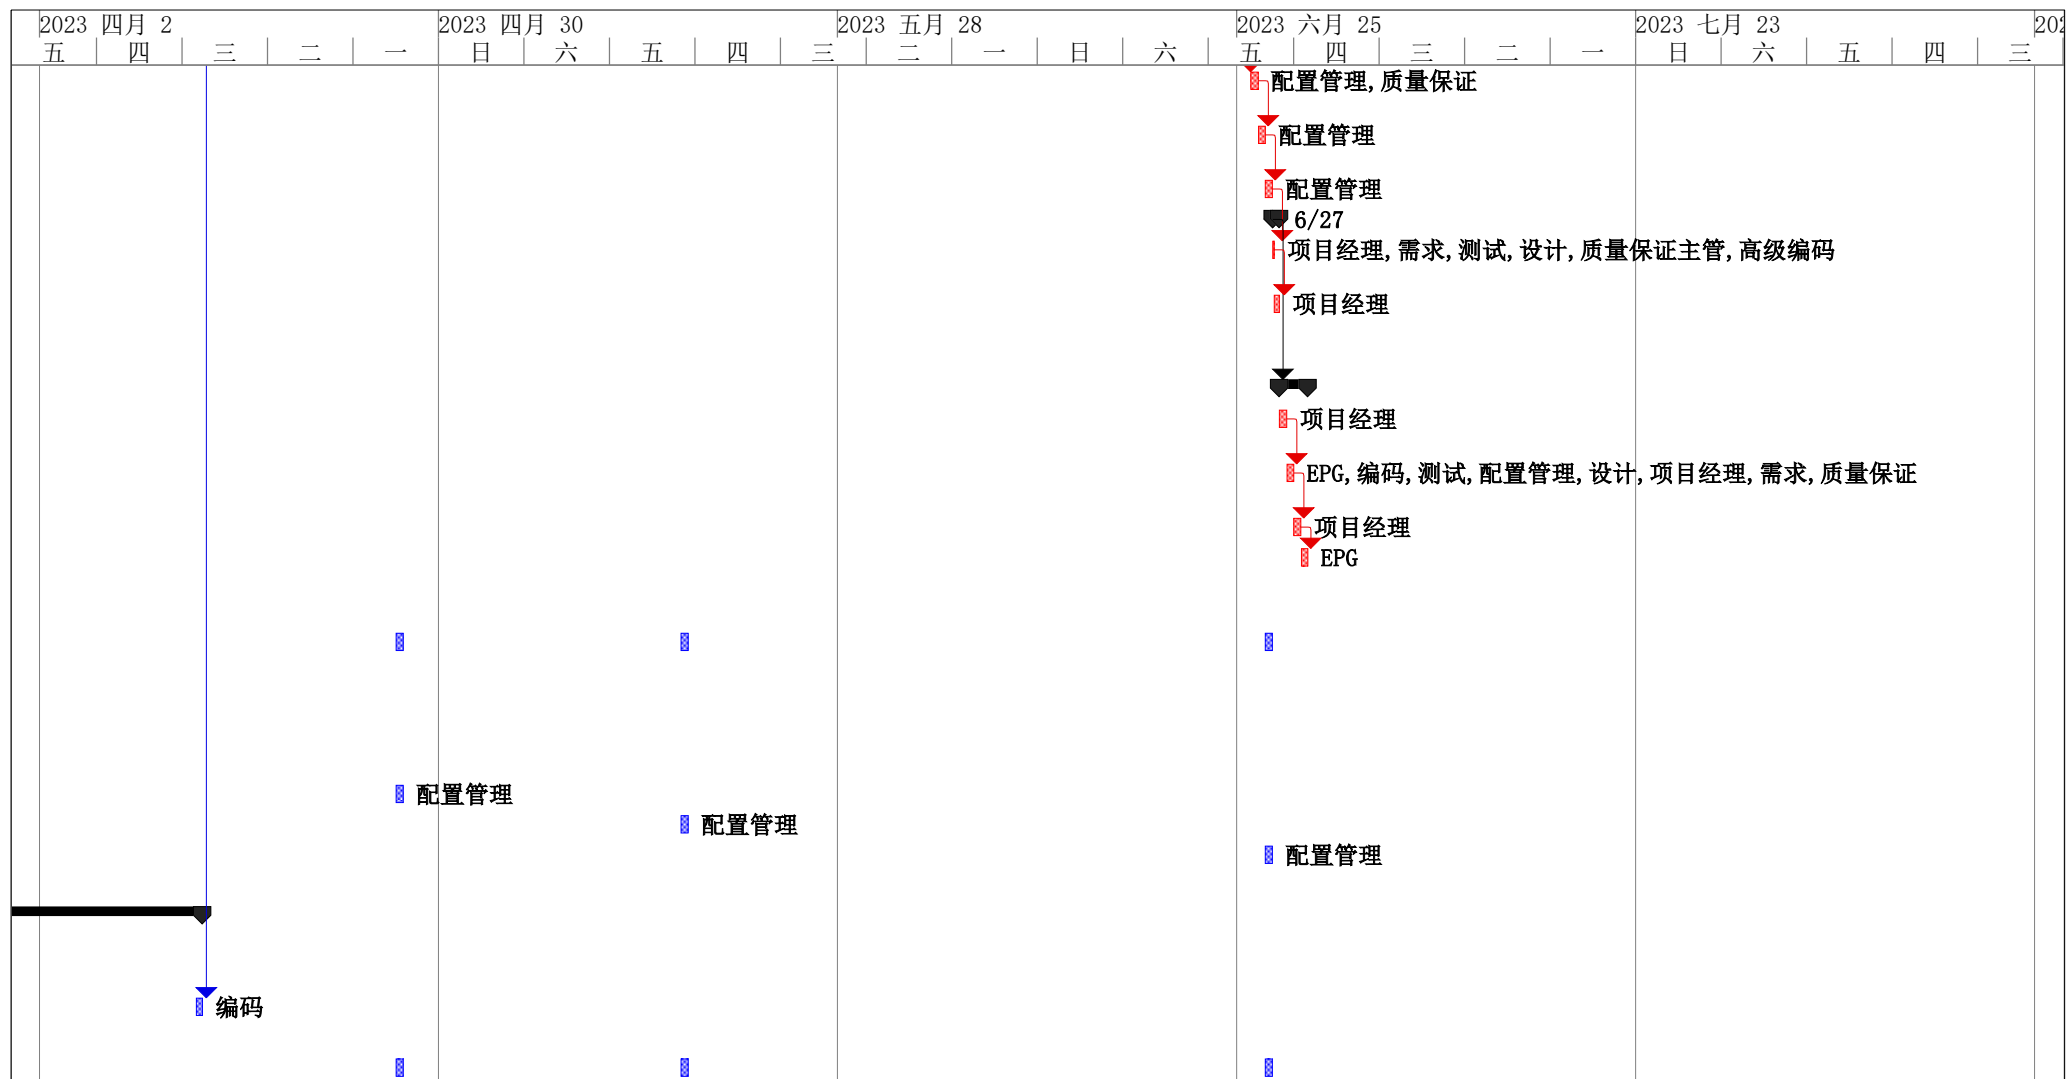 2023 四月 2 2023 四月 30 2023 五月 28 2023 六月 25 2023 七月 23
五 四 三 二 一 日 六 五 四 三 二 一 日 六 五 四 三 二 一 日 六 五 四 三
配置管理,质量保证
配置管理
配置管理
6/27
项目经理,需求,测试,设计,质量保证主管,高级编码
项目经理
项目经理
EPG,编码,测试,配置管理,设计,项目经理,需求,质量保证
项目经理
EPG
配置管理
配置管理
配置管理
编码